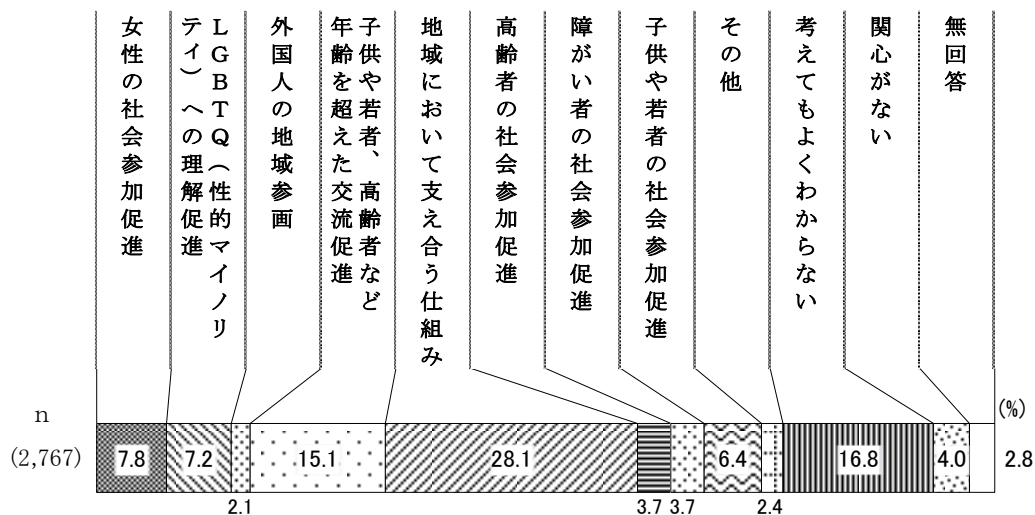 女性の社会参加促進
LGBTQ（性的マイノリ
ティ）への理解促進
外国人の地域参画
子供や若者、高齢者など
年齢を超えた交流促進
地域において支え合う仕組み
高齢者の社会参加促進
障がい者の社会参加促進
子供や若者の社会参加促進
その他
考えてもよくわからない
関心がない
無回答
n
(%)
(2,767)
7.8
7.2
2.1
15.1
28.1
3.7
3.7
6.4
2.4
16.8
4.0
2.8